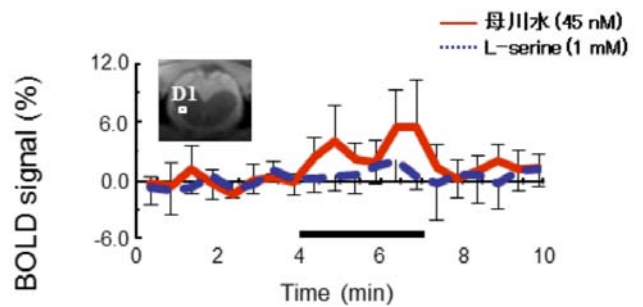 母川水 (45 nM)
L-serine (1 mM)
BOLD signal (%)
12.0
6.0
0.0
-6.0
D1
0
2
4
6
8
10
Time (min)